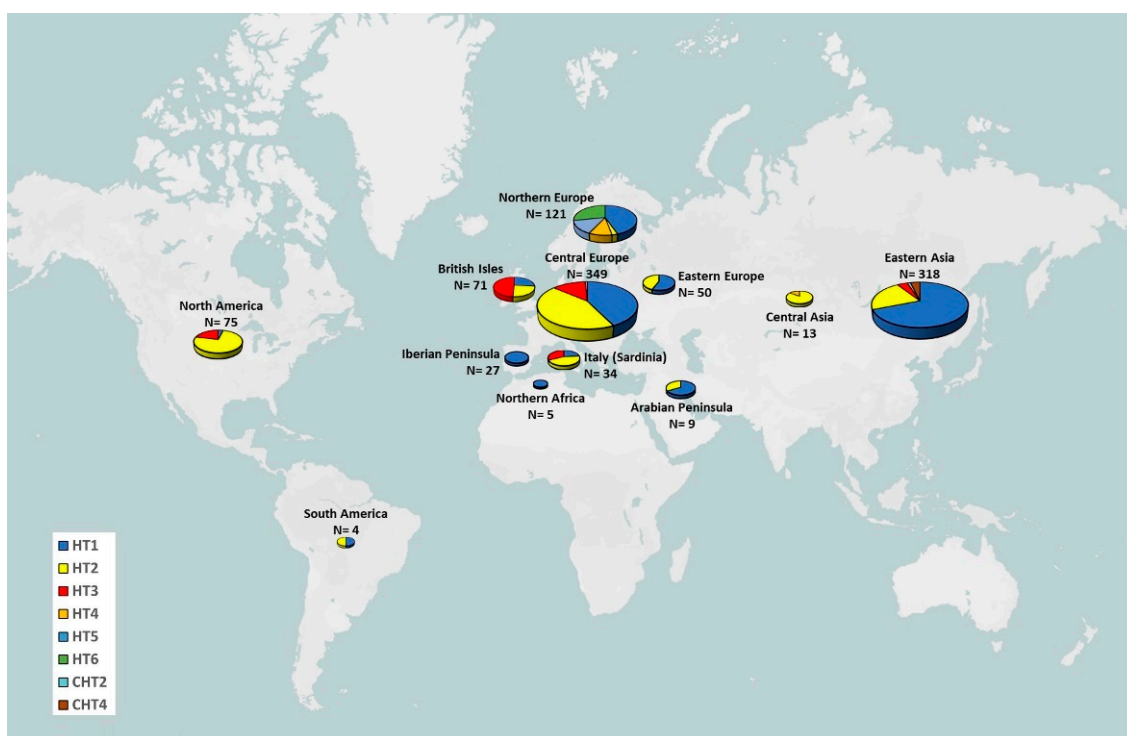 Northern Europe
N= 121
Central Europe
N= 349
British Isles
N= 71
Eastern Europe
N= 50
Eastern Asia
N= 318
North America
N= 75
Central Asia
N= 13
Iberian Peninsula
N= 27
Italy (Sardinia)
N= 34
Northern Africa
N= 5
Arabian Peninsula
N= 9
South America
N= 4
HT1
HT2
HT3
HT4
HT5
HT6
CHT2
CHT4